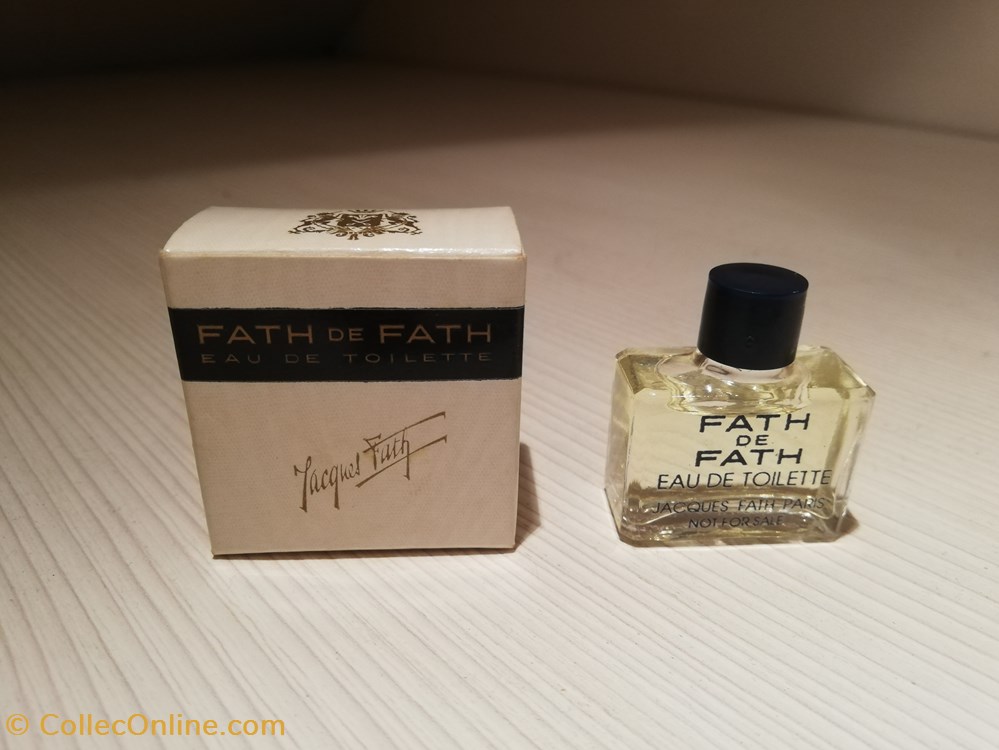 FATH DE FATH
EAU DE TOILETTE
Jacques Fath
FATH
DE
FATH
EAU DE TOILETTE
JACQUES FATH PARIS
NOT FOR SALE
© CollecOnline.com